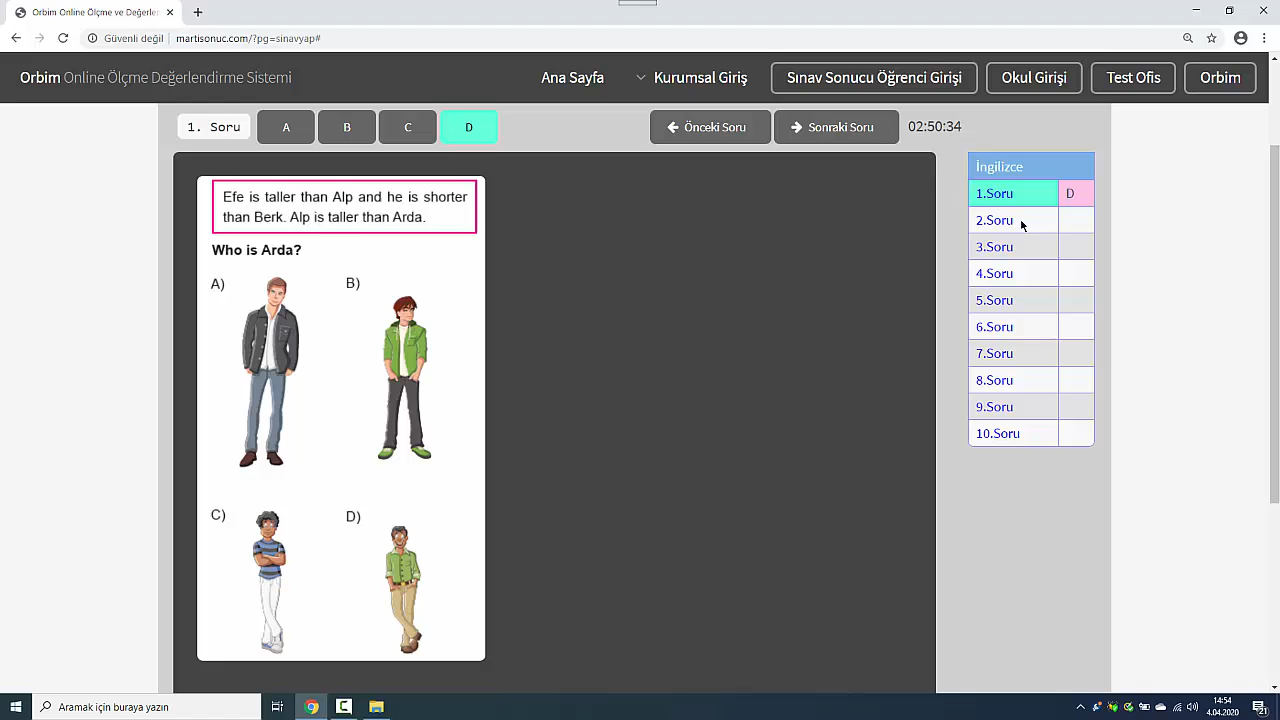 Orbim Online Ölçme ve Değerler
Güvenli değil
martisonuc.com/?pg=sinavyap#
Orbim Online Ölçme Değerlendirme Sistemi
Ana Sayfa
Kurumsal Giriş
Sınav Sonucu Öğrenci Girişi
Okul Girişi
Test Ofis
Orbim
1. Soru
A
B
C
D
Önceki Soru
Sonraki Soru
02:50:34
Efe is taller than Alp and he is shorter
than Berk. Alp is taller than Arda.
Who is Arda?
A)
B)
C)
D)
İngilizce
1.Soru D
2.Soru
3.Soru
4.Soru
5.Soru
6.Soru
7.Soru
8.Soru
9.Soru
10.Soru
Aramak için buraya yazın
14:54
4.04.2020